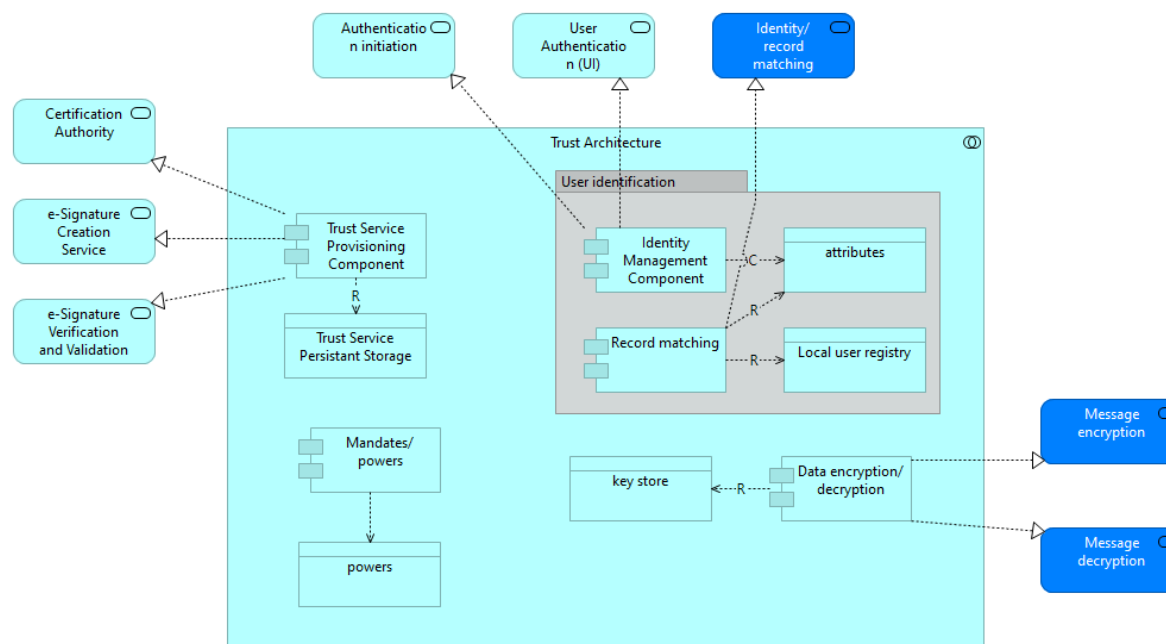 Authenticatio
n initiation
User
Authenticatio
n (UI)
Identity/
record
matching
Certification
Authority
Trust Architecture
User identification
e-Signature
Creation
Service
Trust Service
Provisioning
Component
Identity
Management
Component
C
attributes
R
R
e-Signature
Verification
and Validation
Trust Service
Persistant Storage
Record matching
R
Local user registry
Mandates/
powers
key store
R
Data encryption/
decryption
Message
encryption
powers
Message
decryption